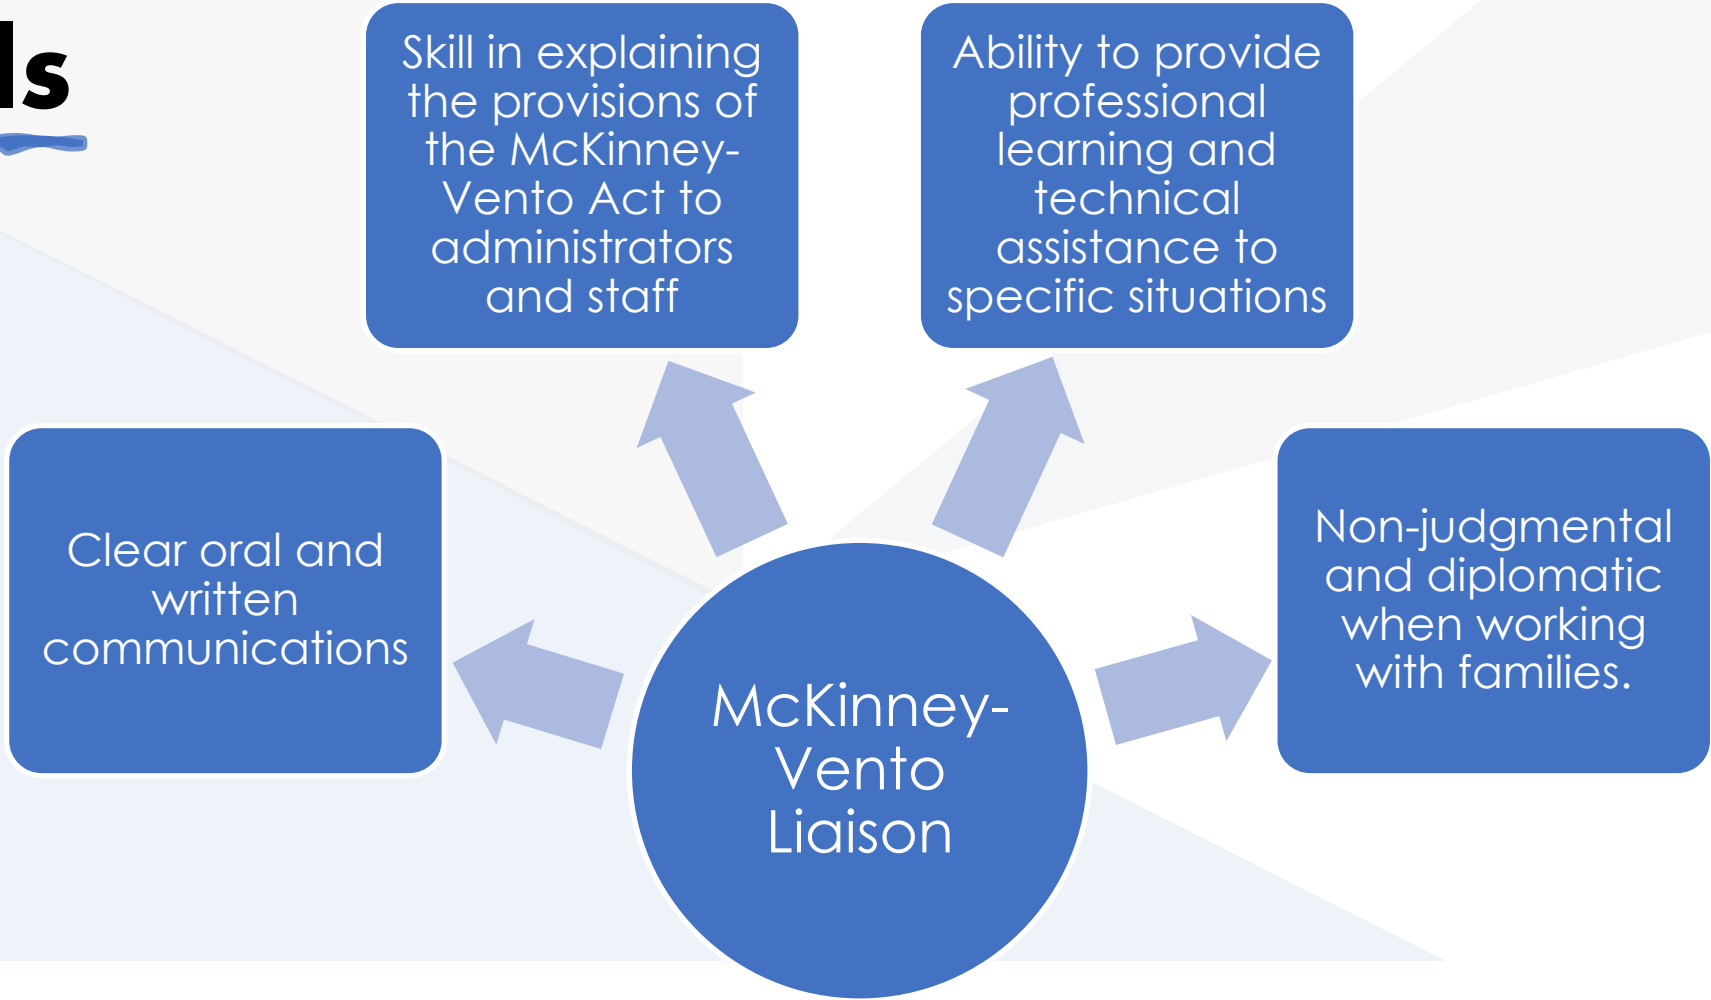 ls
Skill in explaining
the provisions of
the McKinney-
Vento Act to
administrators
and staff
Ability to provide
professional
learning and
technical
assistance to
specific situations
Clear oral and
written
communications
Non-judgmental
and diplomatic
when working
with families.
McKinney-
Vento
Liaison